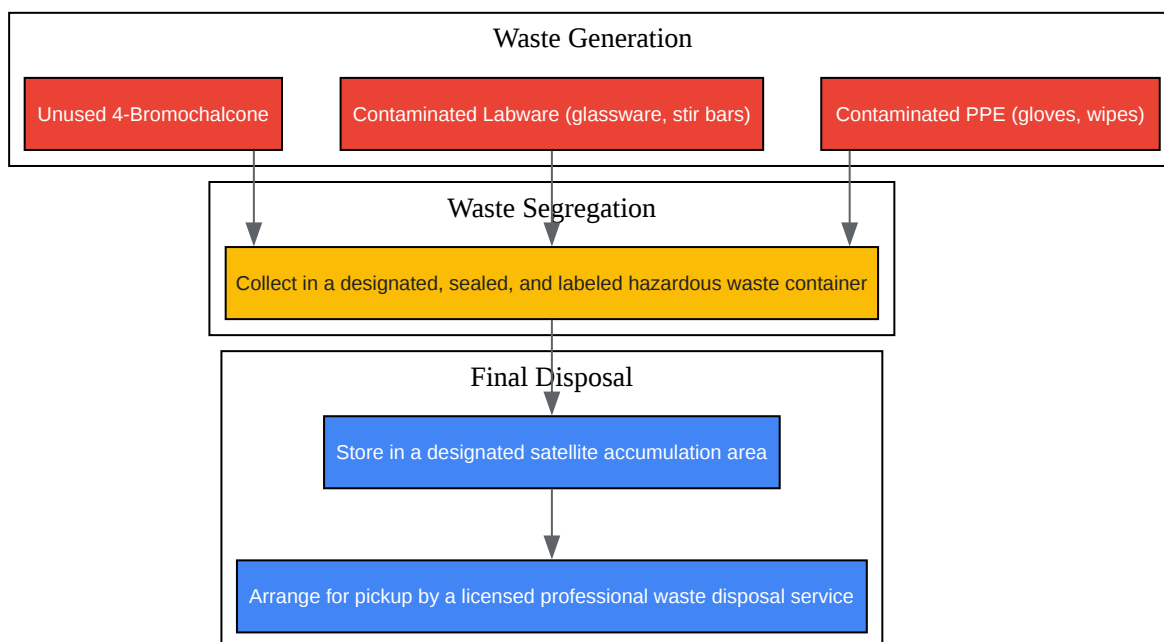 Waste Generation
Unused 4-Bromochalcone
Contaminated Labware (glassware, stir bars)
Contaminated PPE (gloves, wipes)
Waste Segregation
Collect in a designated, sealed, and labeled hazardous waste container
Final Disposal
Store in a designated satellite accumulation area
Arrange for pickup by a licensed professional waste disposal service